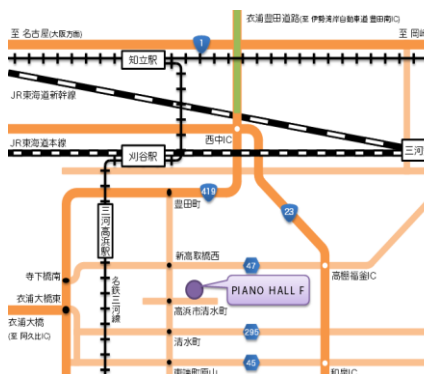 衣浦豊田道路(至 伊勢湾岸自動車道 豊田南IC)
至 名古屋(大阪方面)
1
至 岡崎
知立駅
JR東海道新幹線
西中IC
JR東海道本線
刈谷駅
三河
419
豊田町
23
三河高浜駅
新高取橋西
47
高棚福釜IC
寺下橋南
名鉄三河線
PIANO HALL F
衣浦大橋東
高浜市清水町
衣浦大橋
(至 阿久比IC)
清水町
295
45
和泉IC